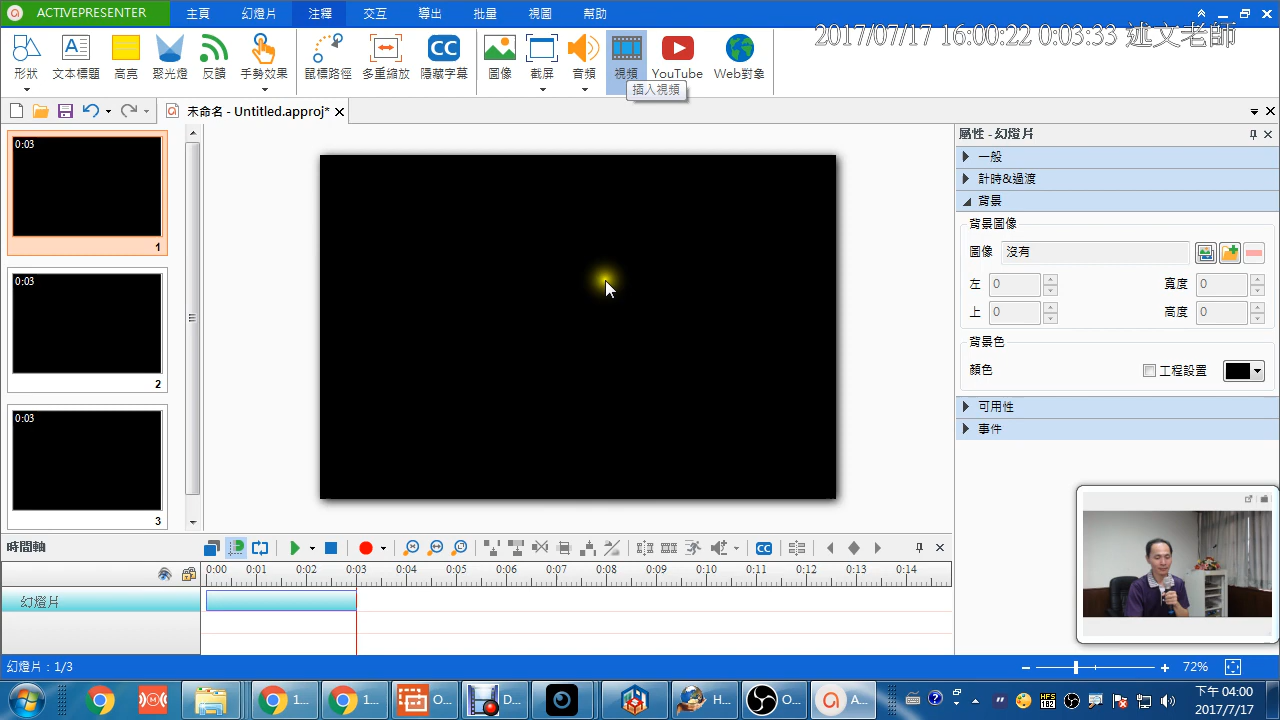 ACTIVEPRESENTER 主頁 幻燈片 注釋 交互 導出 批量 視圖 幫助
2017/07/17 16:00:22 0:03:33 述文老師
形狀 文本標題 高亮 聚光燈 反饋 手勢效果 鼠標路徑 多重縮放 隱藏字幕 圖像 截屏 音頻 視頻 YouTube Web對象
CC
插入視頻
未命名 - Untitled.approj*
屬性 - 幻燈片
一般
計時&過渡
背景
背景圖像
圖像 沒有
左 0 寬度 0
上 0 高度 0
背景色
顏色 工程設置
可用性
事件
0:03
1
0:03
2
0:03
3
時間軸 CC
0:00 0:01 0:02 0:03 0:04 0:05 0:06 0:07 0:08 0:09 0:10 0:11 0:12 0:13 0:14
幻燈片
幻燈片：1/3 72%
1... 1... O... D... H... O... A...
HFS 182
下午 04:00
2017/7/17